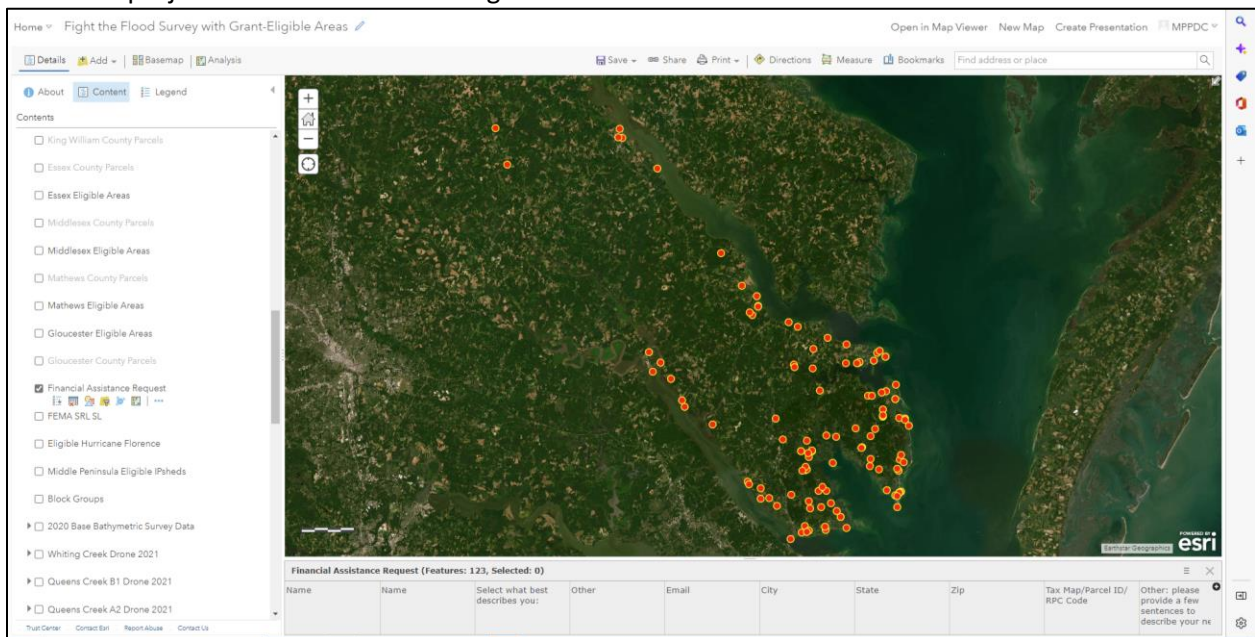 Home Fight the Flood Survey with Grant-Eligible Areas
Open in Map Viewer New Map Create Presentation MPPDC
Details Add Basemap Analysis
Save Share Print Directions Measure Bookmarks Find address or place
About Content Legend
Contents
King William County Parcels
Essex County Parcels
Essex Eligible Areas
Middlesex County Parcels
Middlesex Eligible Areas
Mathews County Parcels
Mathews Eligible Areas
Gloucester Eligible Areas
Gloucester County Parcels
Financial Assistance Request
FEMA SRL SL
Eligible Hurricane Florence
Middle Peninsula Eligible IPsheds
Block Groups
2020 Base Bathymetric Survey Data
Whiting Creek Drone 2021
Queens Creek B1 Drone 2021
Queens Creek A2 Drone 2021
Trust Center Contact Esri Report Abuse Contact Us
Earthstar Geographics
POWERED BY
esri
Financial Assistance Request (Features: 123, Selected: 0)
Name
Name
Select what best
describes you:
Other
Email
City
State
Zip
Tax Map/Parcel ID/
RPC Code
Other: please
provide a few
sentences to
describe your ne